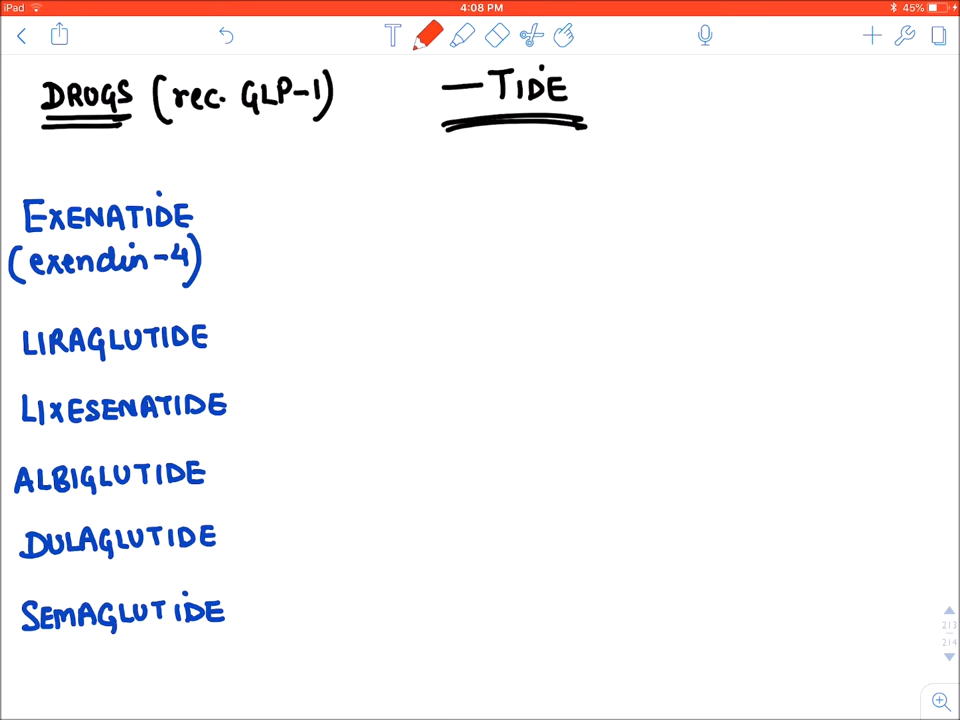 iPad 4:08 PM 45%
T
DRUGS (rec. GLP-1) —TIDE
EXENATIDE
(exendin-4)
LIRAGLUTIDE
LIXESENATIDE
ALBIGLUTIDE
DULAGLUTIDE
SEMAGLUTIDE
213
214